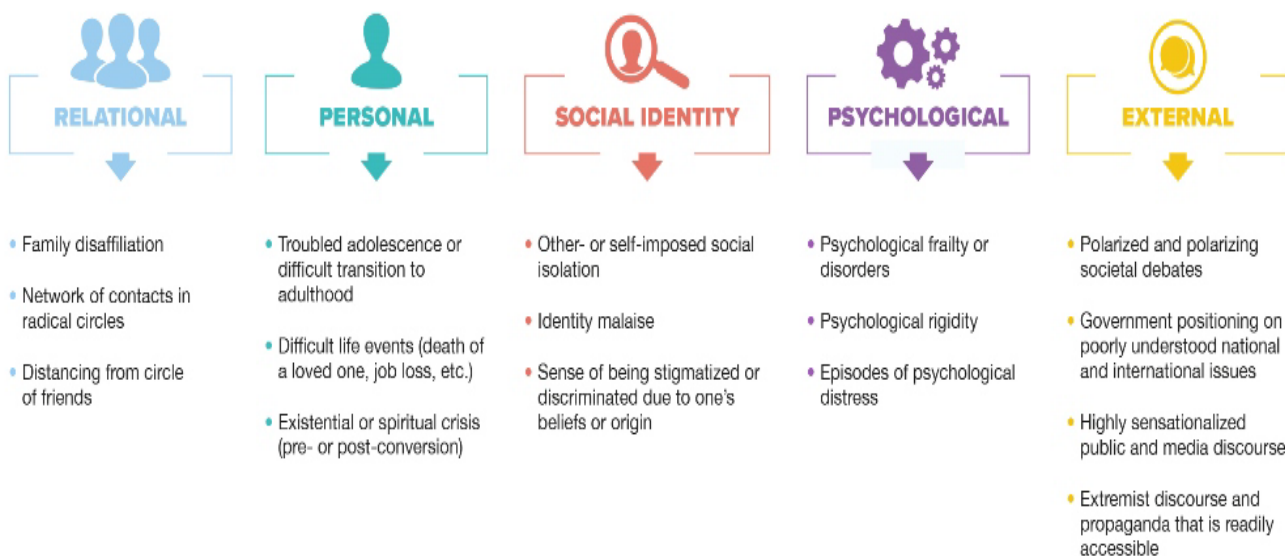 RELATIONAL
• Family disaffiliation
• Network of contacts in
radical circles
• Distancing from circle
of friends
PERSONAL
• Troubled adolescence or
difficult transition to
adulthood
• Difficult life events (death of
a loved one, job loss, etc.)
• Existential or spiritual crisis
(pre- or post-conversion)
SOCIAL IDENTITY
• Other- or self-imposed social
isolation
• Identity malaise
• Sense of being stigmatized or
discriminated due to one's
beliefs or origin
PSYCHOLOGICAL
• Psychological frailty or
disorders
• Psychological rigidity
• Episodes of psychological
distress
EXTERNAL
• Polarized and polarizing
societal debates
• Government positioning on
poorly understood national
and international issues
• Highly sensationalized
public and media discourse
• Extremist discourse and
propaganda that is readily
accessible